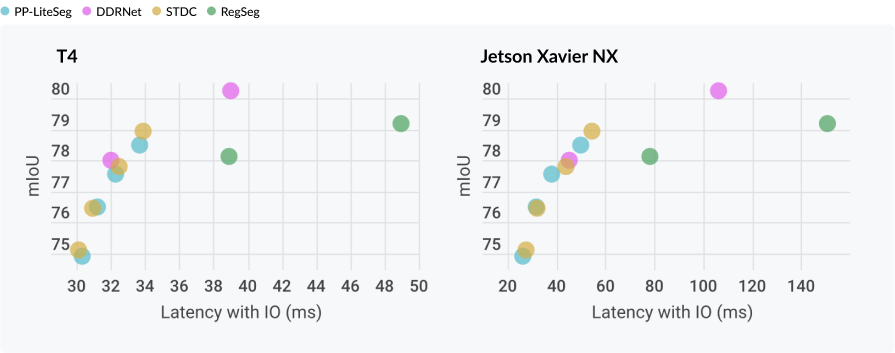 PP-LiteSeg DDRNet STDC RegSeg
T4
80
79
78
77
76
75
mIoU
30 32 34 36 38 40 42 44 46 48 50
Latency with IO (ms)
Jetson Xavier NX
80
79
78
77
76
75
mIoU
20 40 60 80 100 120 140
Latency with IO (ms)